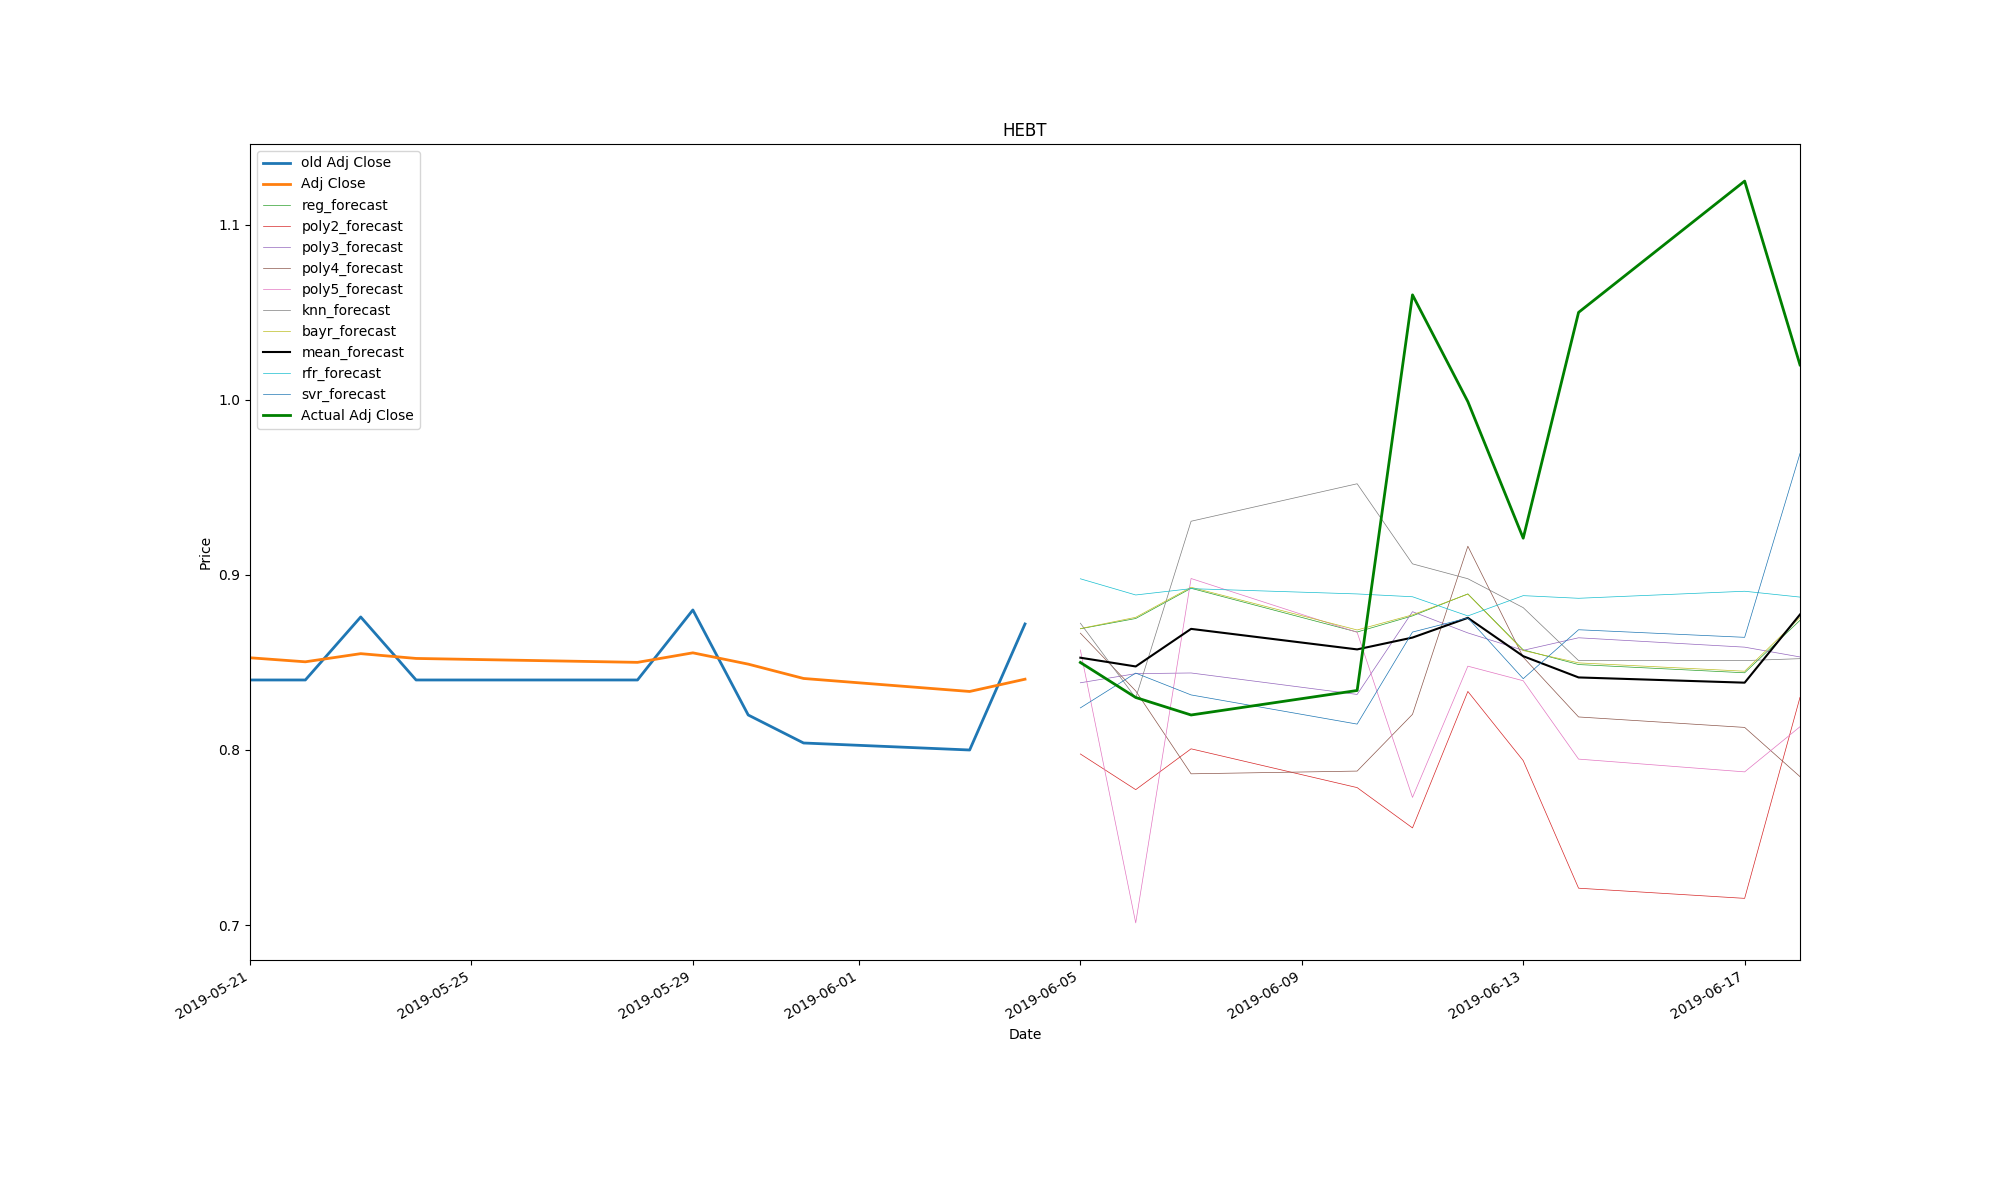 HEBT
old Adj Close
Adj Close
reg_forecast
poly2_forecast
poly3_forecast
poly4_forecast
poly5_forecast
knn_forecast
bayr_forecast
mean_forecast
rfr_forecast
svr_forecast
Actual Adj Close
1.1
1.0
0.9
0.8
0.7
Price
2019-05-21
2019-05-25
2019-05-29
2019-06-01
2019-06-05
2019-06-09
2019-06-13
2019-06-17
Date